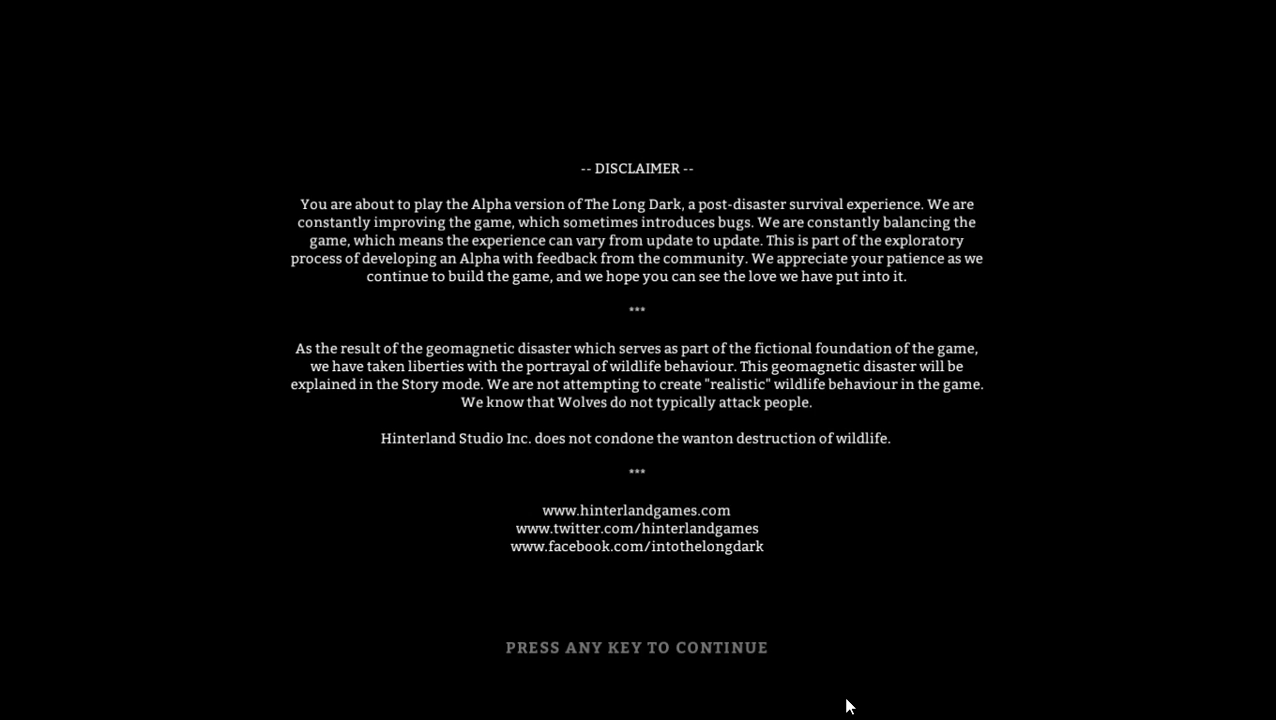 -- DISCLAIMER --
You are about to play the Alpha version of The Long Dark, a post-disaster survival experience. We are
constantly improving the game, which sometimes introduces bugs. We are constantly balancing the
game, which means the experience can vary from update to update. This is part of the exploratory
process of developing an Alpha with feedback from the community. We appreciate your patience as we
continue to build the game, and we hope you can see the love we have put into it.
***
As the result of the geomagnetic disaster which serves as part of the fictional foundation of the game,
we have taken liberties with the portrayal of wildlife behaviour. This geomagnetic disaster will be
explained in the Story mode. We are not attempting to create "realistic" wildlife behaviour in the game.
We know that Wolves do not typically attack people.
Hinterland Studio Inc. does not condone the wanton destruction of wildlife.
***
www.hinterlandgames.com
www.twitter.com/hinterlandgames
www.facebook.com/intothelongdark
PRESS ANY KEY TO CONTINUE